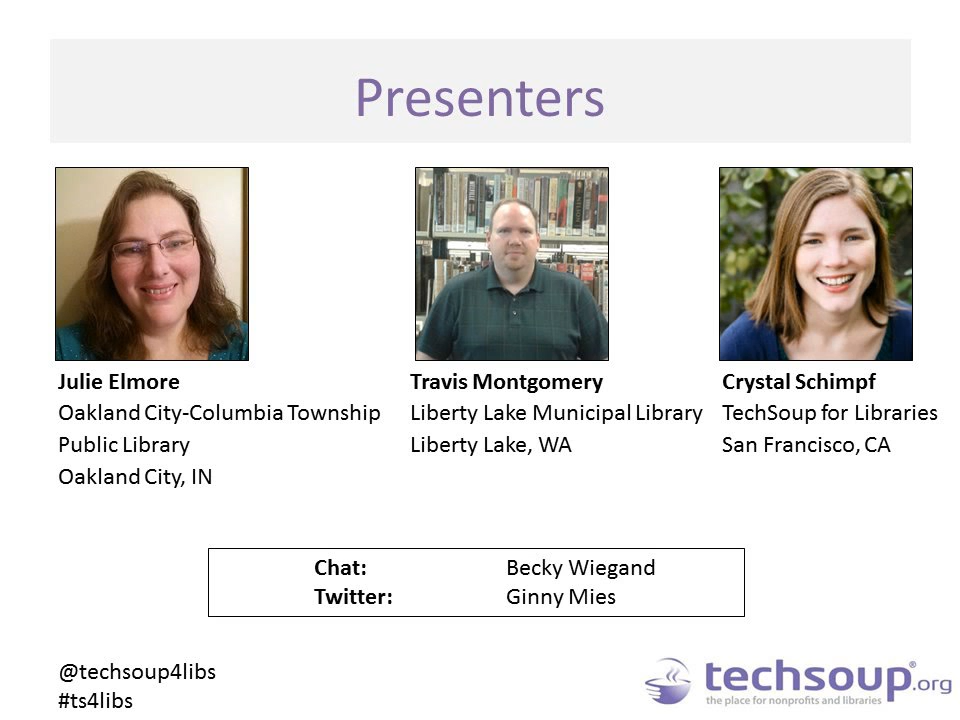 Presenters
Julie Elmore
Oakland City-Columbia Township
Public Library
Oakland City, IN
Travis Montgomery
Liberty Lake Municipal Library
Liberty Lake, WA
Crystal Schimpf
TechSoup for Libraries
San Francisco, CA
Chat: Becky Wiegand
Twitter: Ginny Mies
@techsoup4libs
#ts4libs
techsoup®.org
the place for nonprofits and libraries